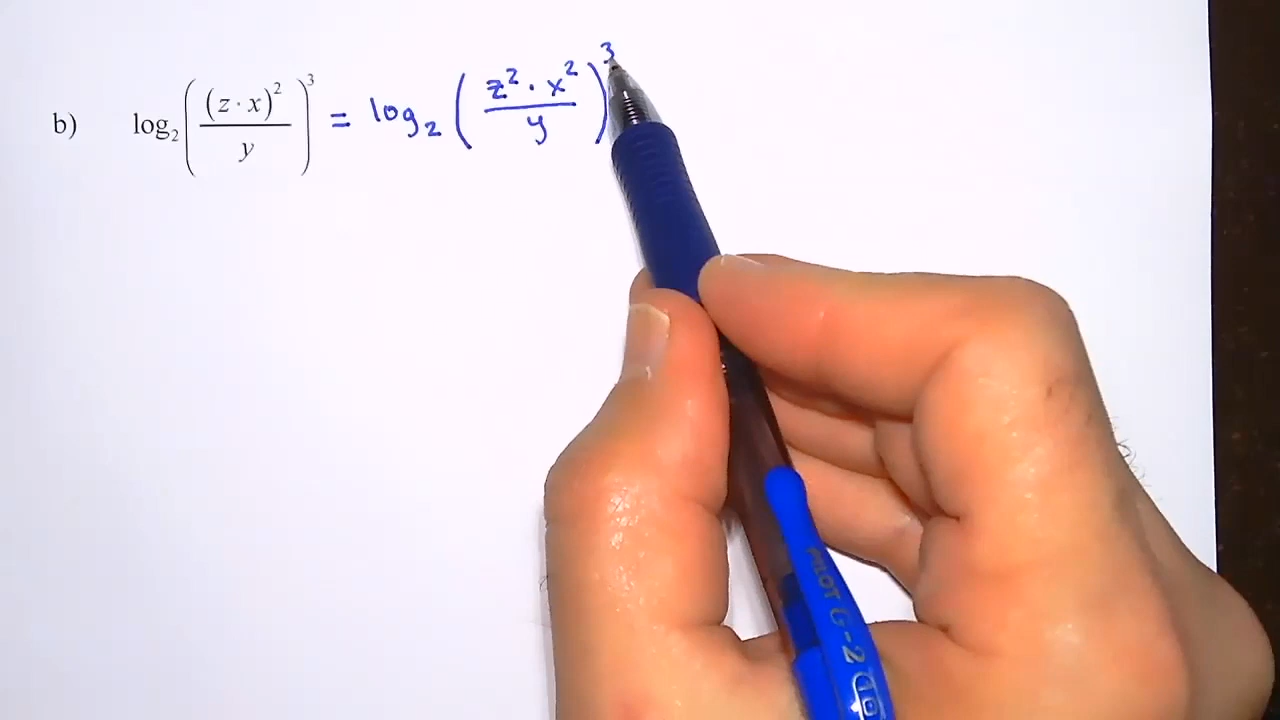 b) log₂((z · x)²/y)³ = log₂(z² · x²/y)³
PILOT G-2